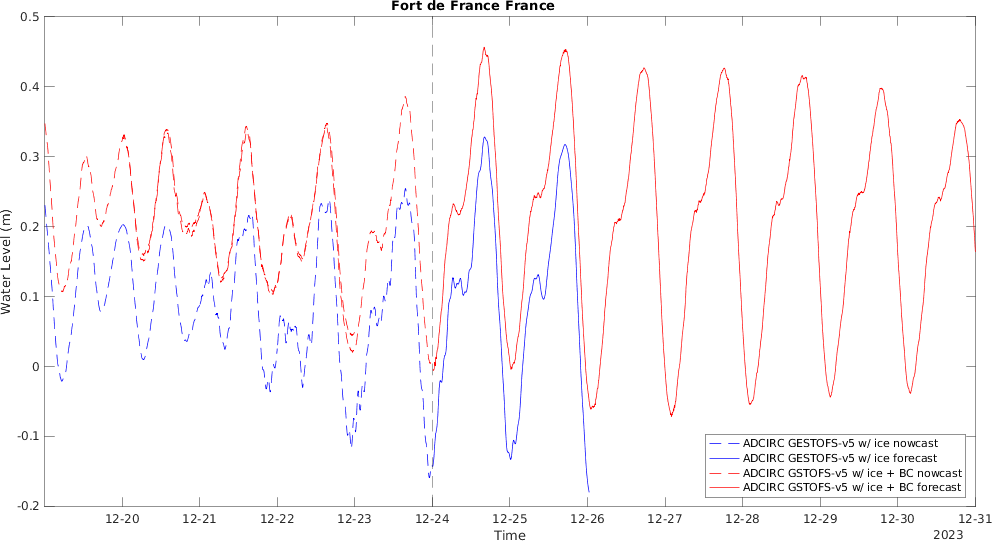 Fort de France France
Water Level (m)
0.5
0.4
0.3
0.2
0.1
0
-0.1
-0.2
ADCIRC GESTOFS-v5 w/ ice nowcast
ADCIRC GESTOFS-v5 w/ ice forecast
ADCIRC GSTOFS-v5 w/ ice + BC nowcast
ADCIRC GSTOFS-v5 w/ ice + BC forecast
12-20 12-21 12-22 12-23 12-24 12-25 12-26 12-27 12-28 12-29 12-30 12-31
Time
2023